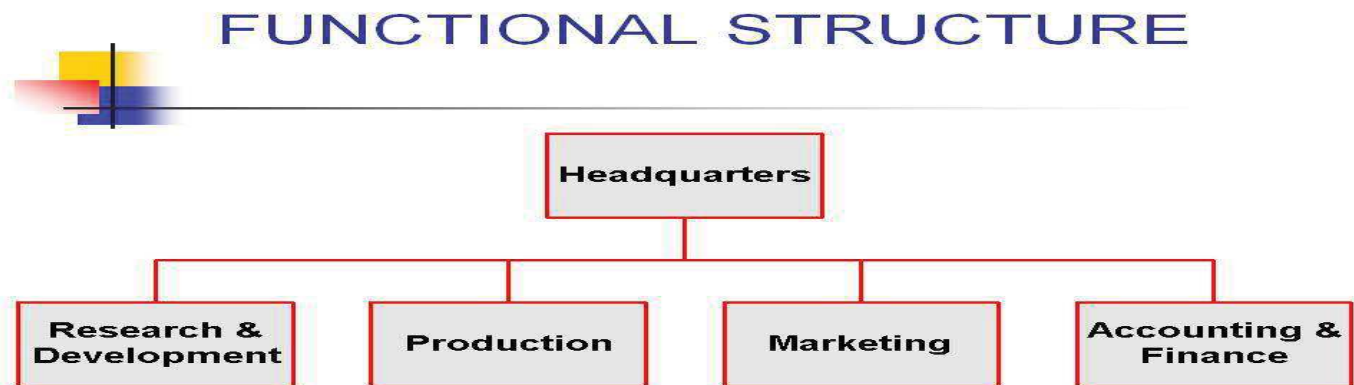 FUNCTIONAL STRUCTURE
Headquarters
Research &
Development
Production
Marketing
Accounting &
Finance